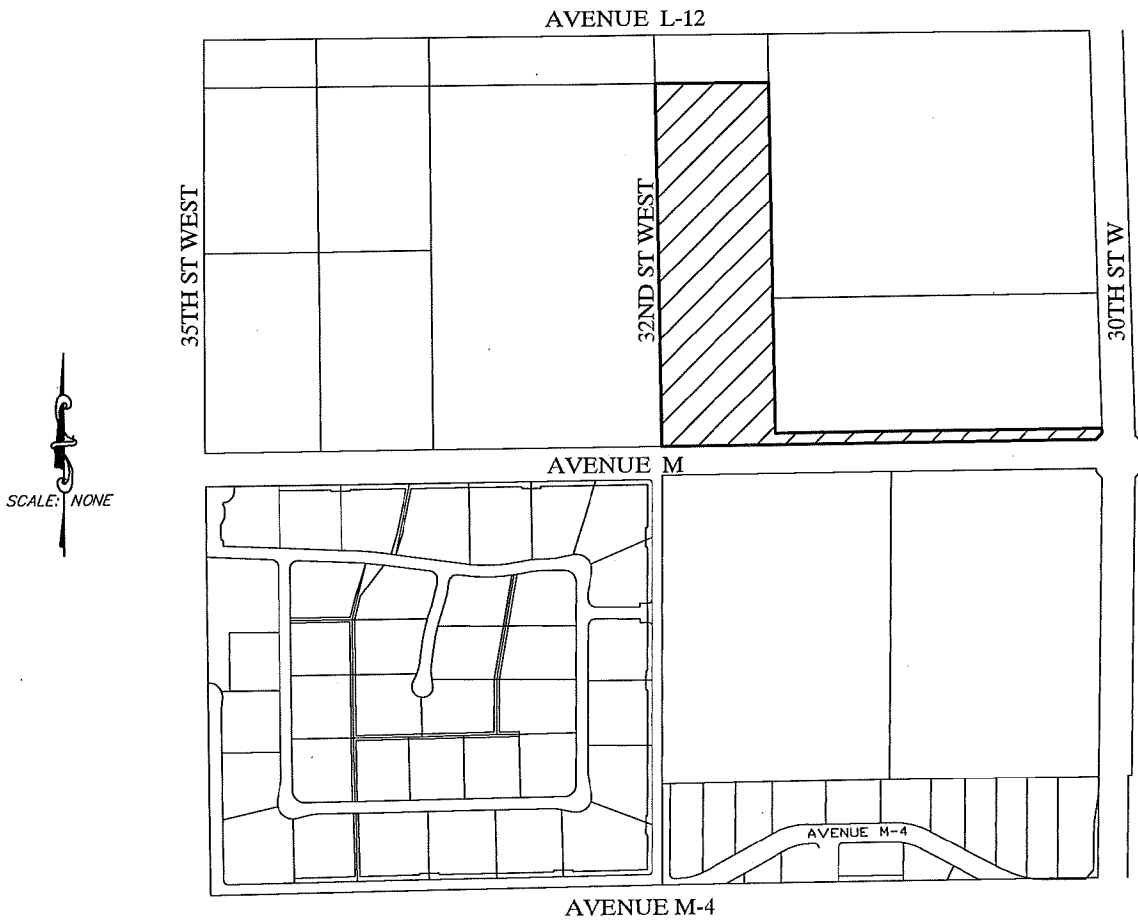 AVENUE L-12
35TH ST WEST
32ND ST WEST
30TH ST W
SCALE: NONE
AVENUE M
AVENUE M-4
AVENUE M-4